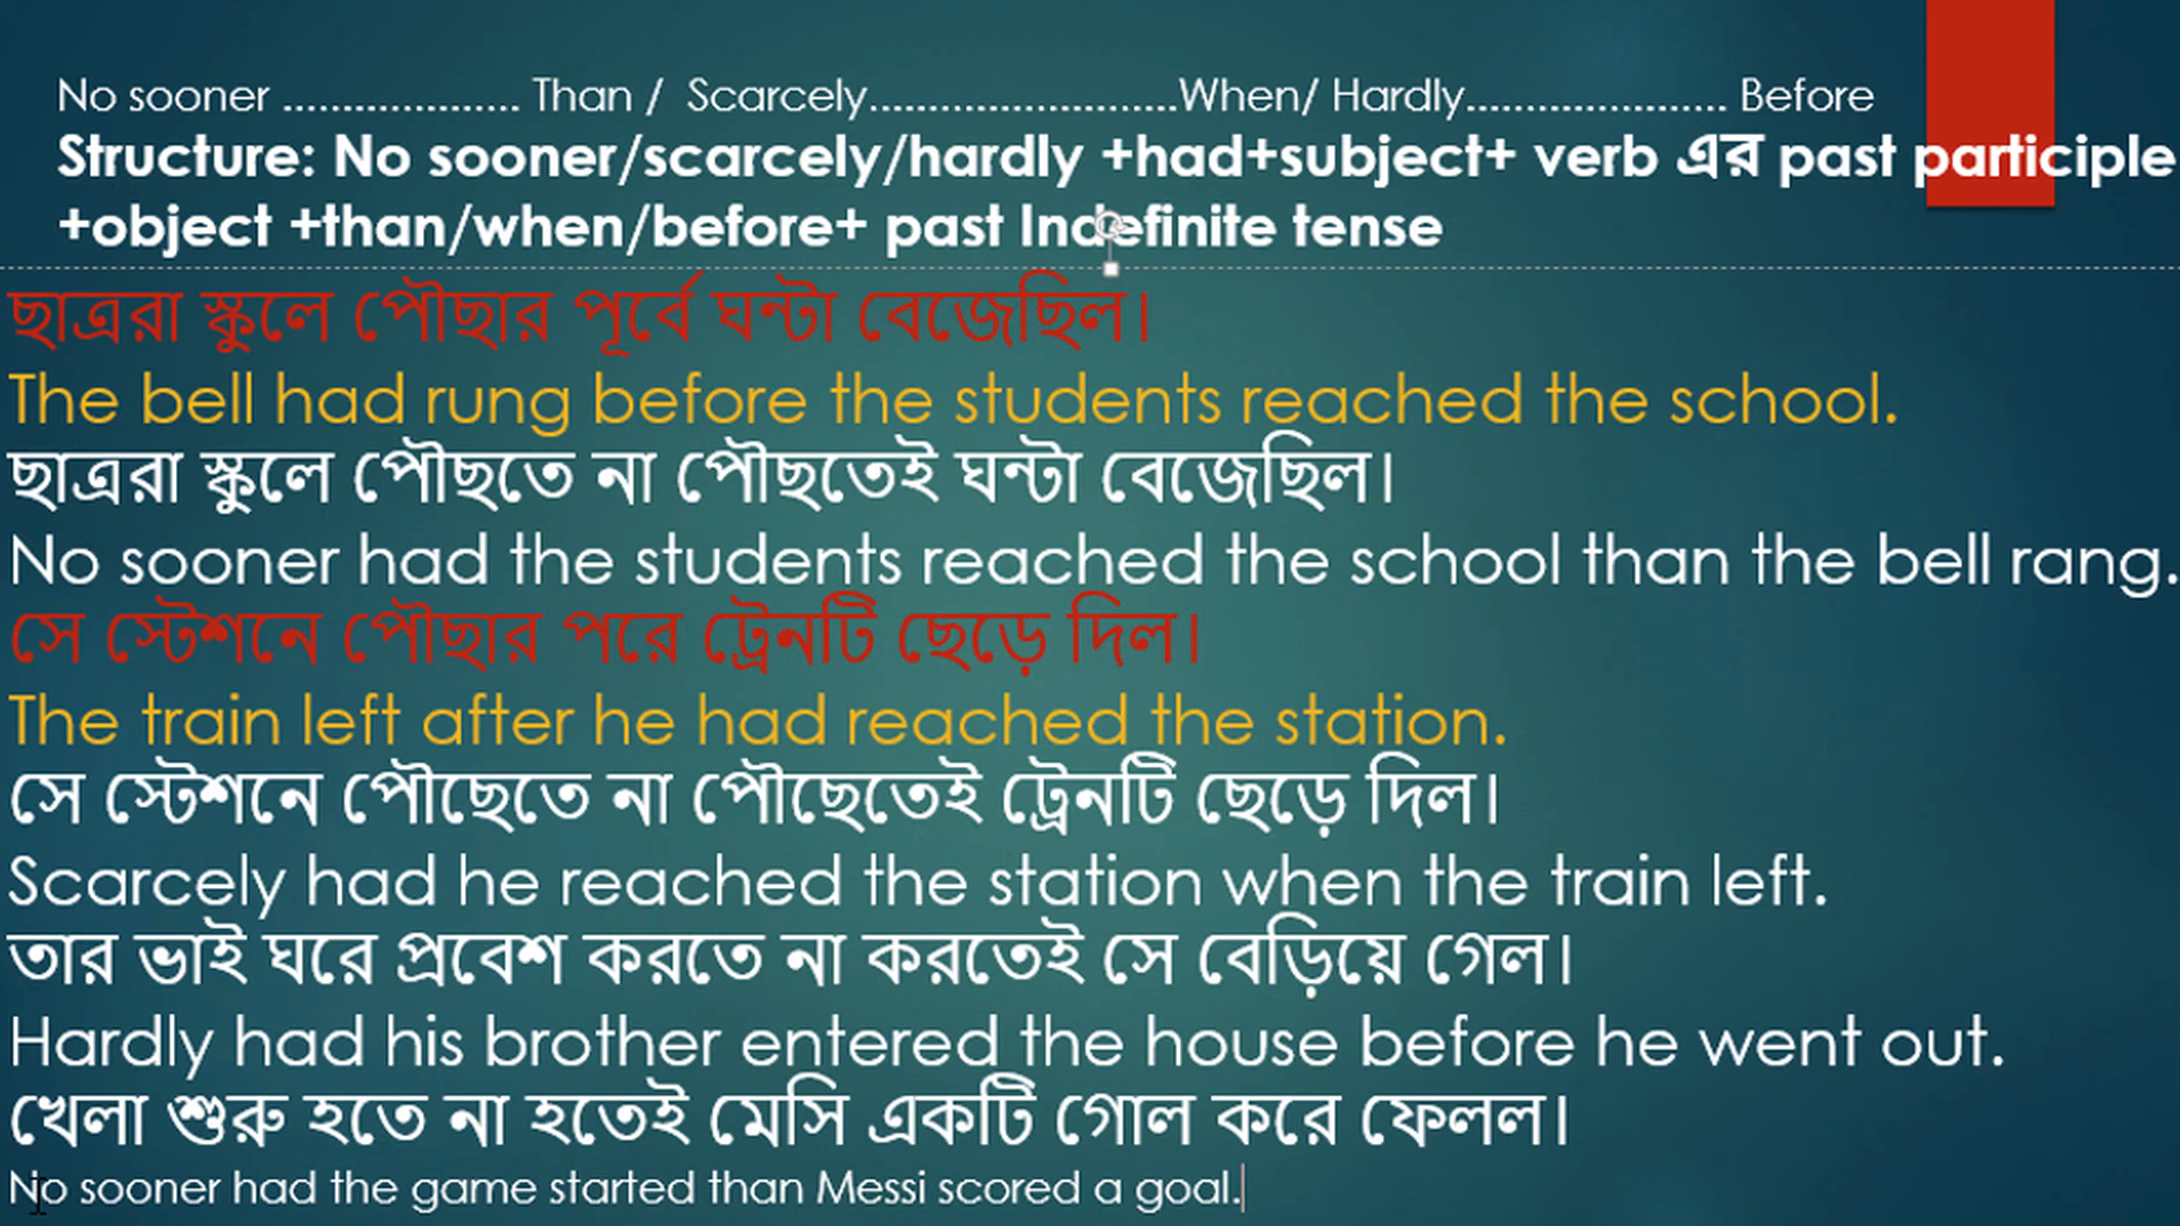 No sooner .................... Than / Scarcely..........................When/ Hardly...................... Before
Structure: No sooner/scarcely/hardly +had+subject+ verb এর past participle
+object +than/when/before+ past Indefinite tense
ছাত্ররা স্কুলে পৌছার পূর্বে ঘন্টা বেজেছিল।
The bell had rung before the students reached the school.
ছাত্ররা স্কুলে পৌছতে না পৌছতেই ঘন্টা বেজেছিল।
No sooner had the students reached the school than the bell rang.
সে স্টেশনে পৌছার পরে ট্রেনটি ছেড়ে দিল।
The train left after he had reached the station.
সে স্টেশনে পৌছেতে না পৌছেতেই ট্রেনটি ছেড়ে দিল।
Scarcely had he reached the station when the train left.
তার ভাই ঘরে প্রবেশ করতে না করতেই সে বেড়িয়ে গেল।
Hardly had his brother entered the house before he went out.
খেলা শুরু হতে না হতেই মেসি একটি গোল করে ফেলল।
No sooner had the game started than Messi scored a goal.